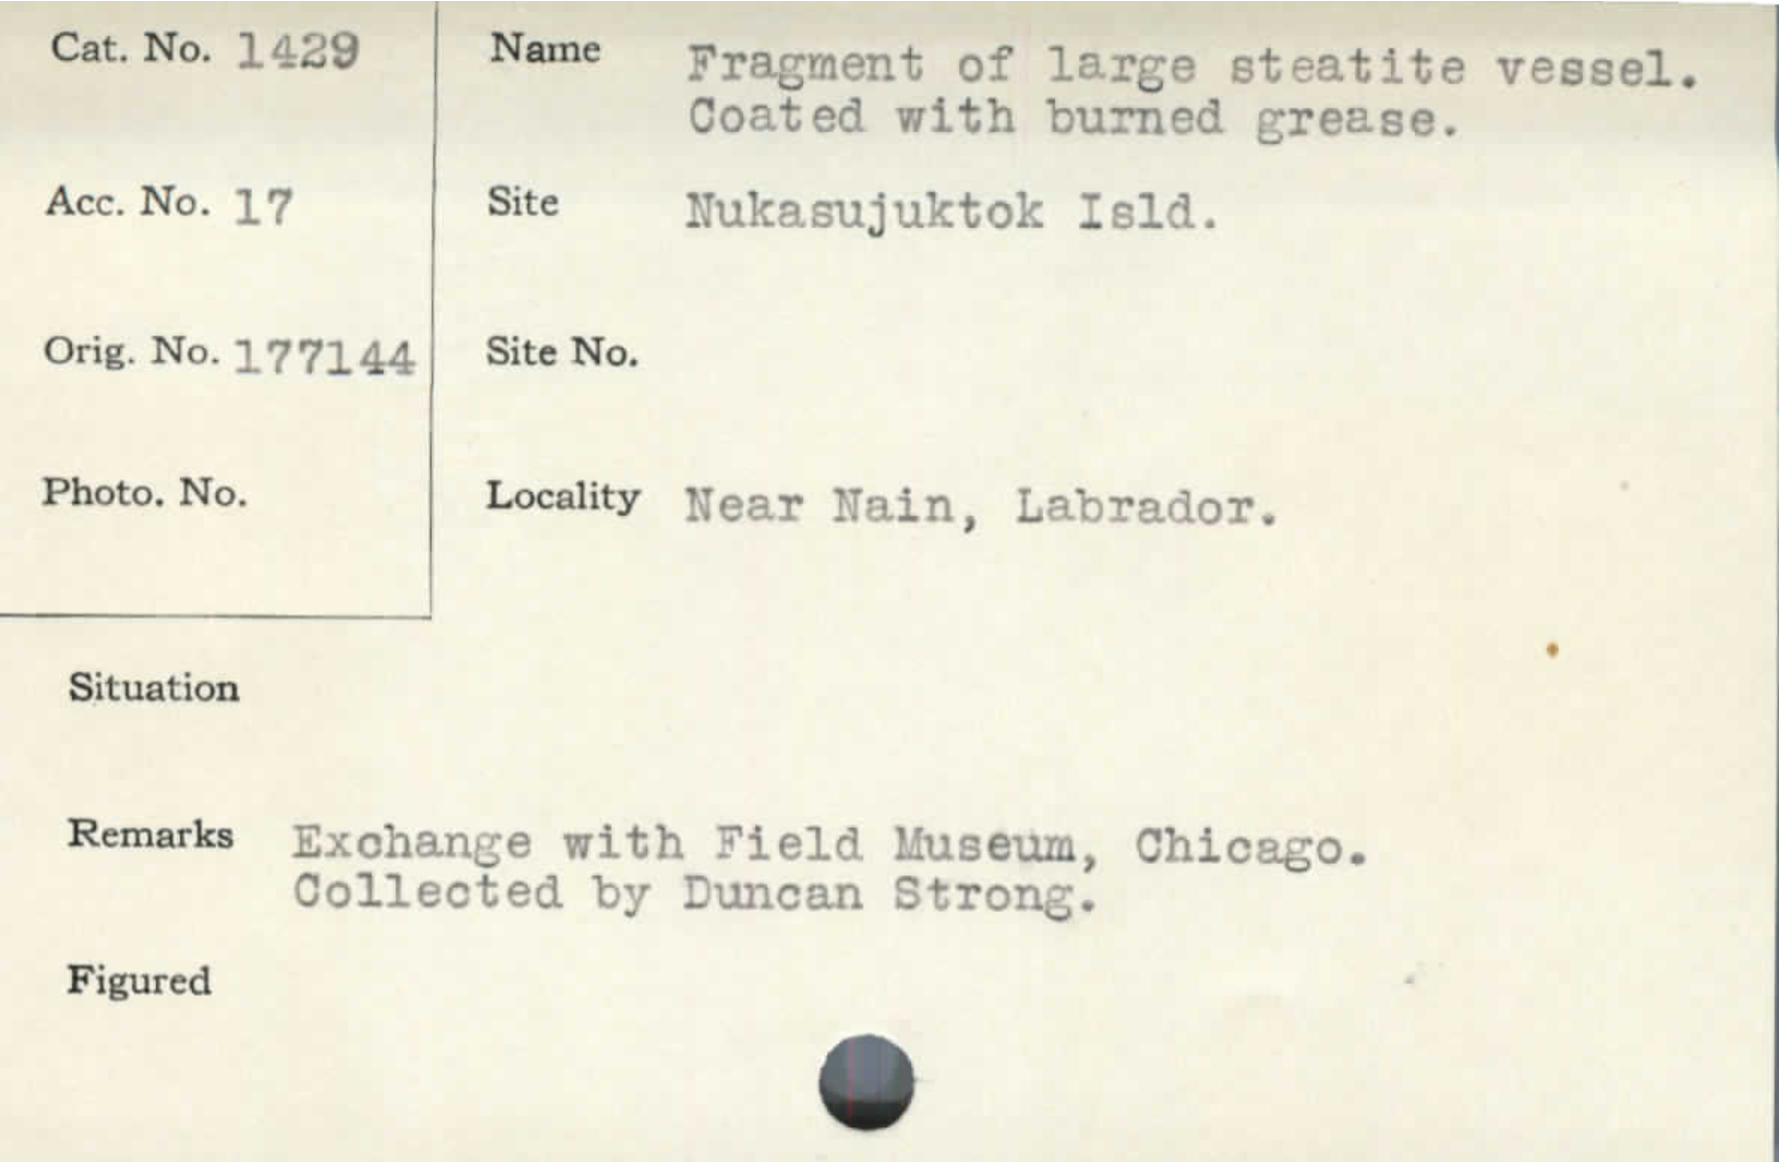 Cat. No. 1429
Name Fragment of large steatite vessel.
Coated with burned grease.
Acc. No. 17
Site Nukasujuktok Isld.
Orig. No. 177144
Site No.
Photo. No.
Locality Near Nain, Labrador.
Situation
Remarks Exchange with Field Museum, Chicago.
Collected by Duncan Strong.
Figured